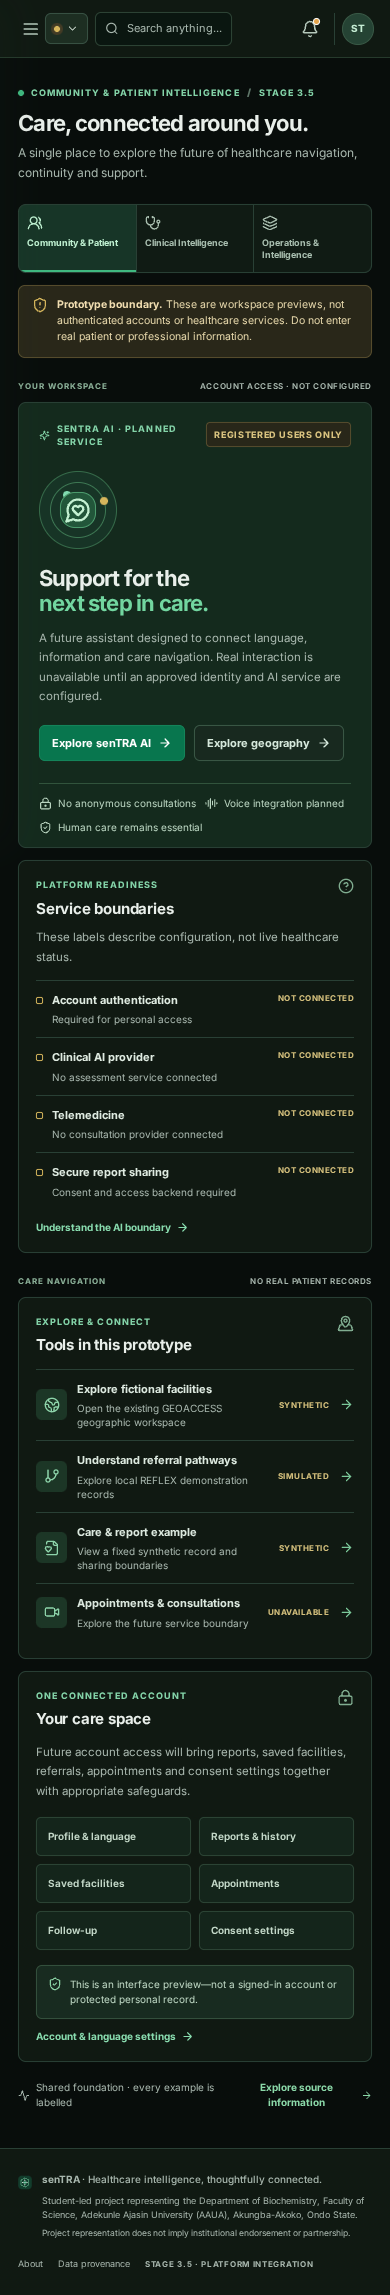 Search anything...
ST
COMMUNITY & PATIENT INTELLIGENCE / STAGE 3.5
Care, connected around you.
A single place to explore the future of healthcare navigation,
continuity and support.
Community & Patient
Clinical Intelligence
Operations &
Intelligence
Prototype boundary. These are workspace previews, not
authenticated accounts or healthcare services. Do not enter
real patient or professional information.
YOUR WORKSPACE
ACCOUNT ACCESS · NOT CONFIGURED
SENTRA AI · PLANNED
SERVICE
REGISTERED USERS ONLY
Support for the
next step in care.
A future assistant designed to connect language,
information and care navigation. Real interaction is
unavailable until an approved identity and AI service are
configured.
Explore senTRA AI
Explore geography
No anonymous consultations
Voice integration planned
Human care remains essential
PLATFORM READINESS
Service boundaries
These labels describe configuration, not live healthcare
status.
Account authentication
NOT CONNECTED
Required for personal access
Clinical AI provider
NOT CONNECTED
No assessment service connected
Telemedicine
NOT CONNECTED
No consultation provider connected
Secure report sharing
NOT CONNECTED
Consent and access backend required
Understand the AI boundary
CARE NAVIGATION
NO REAL PATIENT RECORDS
EXPLORE & CONNECT
Tools in this prototype
Explore fictional facilities
Open the existing GEOACCESS
geographic workspace
SYNTHETIC
Understand referral pathways
Explore local REFLEX demonstration
records
SIMULATED
Care & report example
View a fixed synthetic record and
sharing boundaries
SYNTHETIC
Appointments & consultations
Explore the future service boundary
UNAVAILABLE
ONE CONNECTED ACCOUNT
Your care space
Future account access will bring reports, saved facilities,
referrals, appointments and consent settings together
with appropriate safeguards.
Profile & language
Reports & history
Saved facilities
Appointments
Follow-up
Consent settings
This is an interface preview—not a signed-in account or
protected personal record.
Account & language settings
Shared foundation · every example is
labelled
Explore source
information
senTRA · Healthcare intelligence, thoughtfully connected.
Student-led project representing the Department of Biochemistry, Faculty of
Science, Adekunle Ajasin University (AAUA), Akungba-Akoko, Ondo State.
Project representation does not imply institutional endorsement or partnership.
About
Data provenance
STAGE 3.5 · PLATFORM INTEGRATION